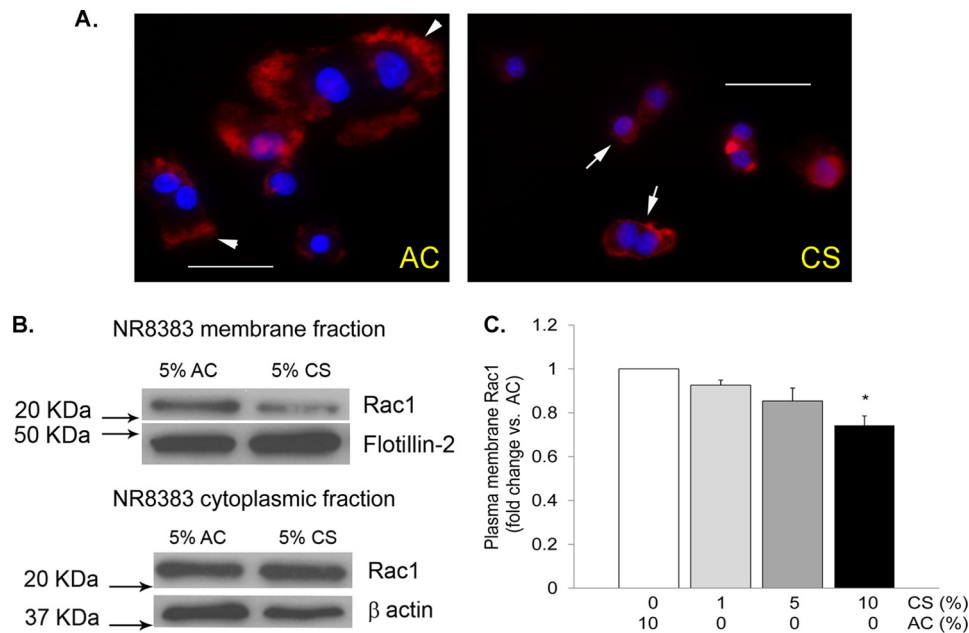 A.
AC
CS
B.
NR8383 membrane fraction
5% AC 5% CS
20 KDa Rac1
50 KDa Flotillin-2
NR8383 cytoplasmic fraction
5% AC 5% CS
Rac1
20 KDa
37 KDa β actin
C.
Plasma membrane Rac1
(fold change vs. AC)
1.2
1
0.8
0.6
0.4
0.2
0
*
0 1 5 10 CS (%)
10 0 0 0 AC (%)